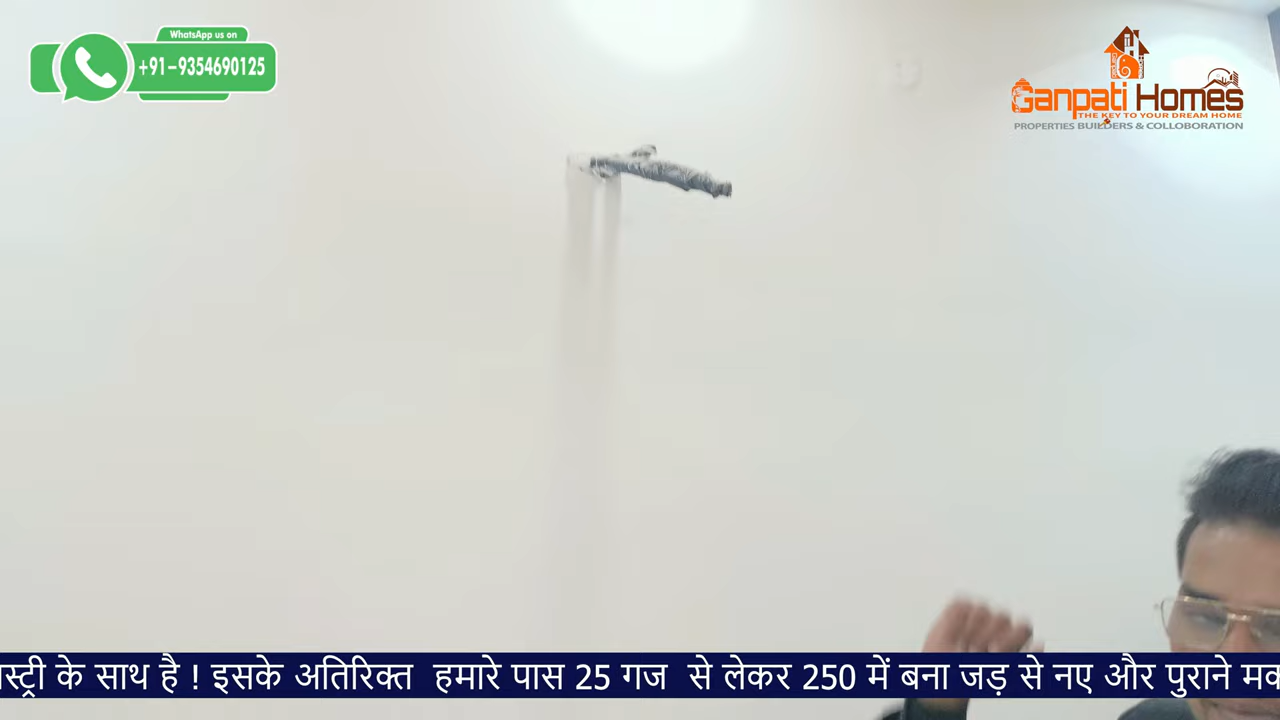 WhatsApp us on
+91-9354690125
Ganpati Homes
THE KEY TO YOUR DREAM HOME
PROPERTIES BUILDERS & COLLOBORATION
स्ट्री के साथ है ! इसके अतिरिक्त हमारे पास 25 गज से लेकर 250 में बना जड़ से नए और पुराने मक